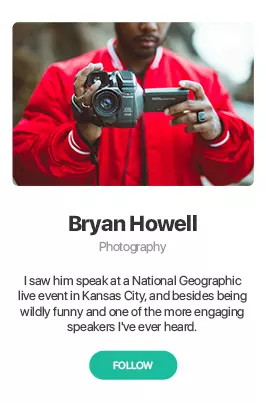 Bryan Howell
Photography
I saw him speak at a National Geographic
live event in Kansas City, and besides being
wildly funny and one of the more engaging
speakers I've ever heard.
FOLLOW